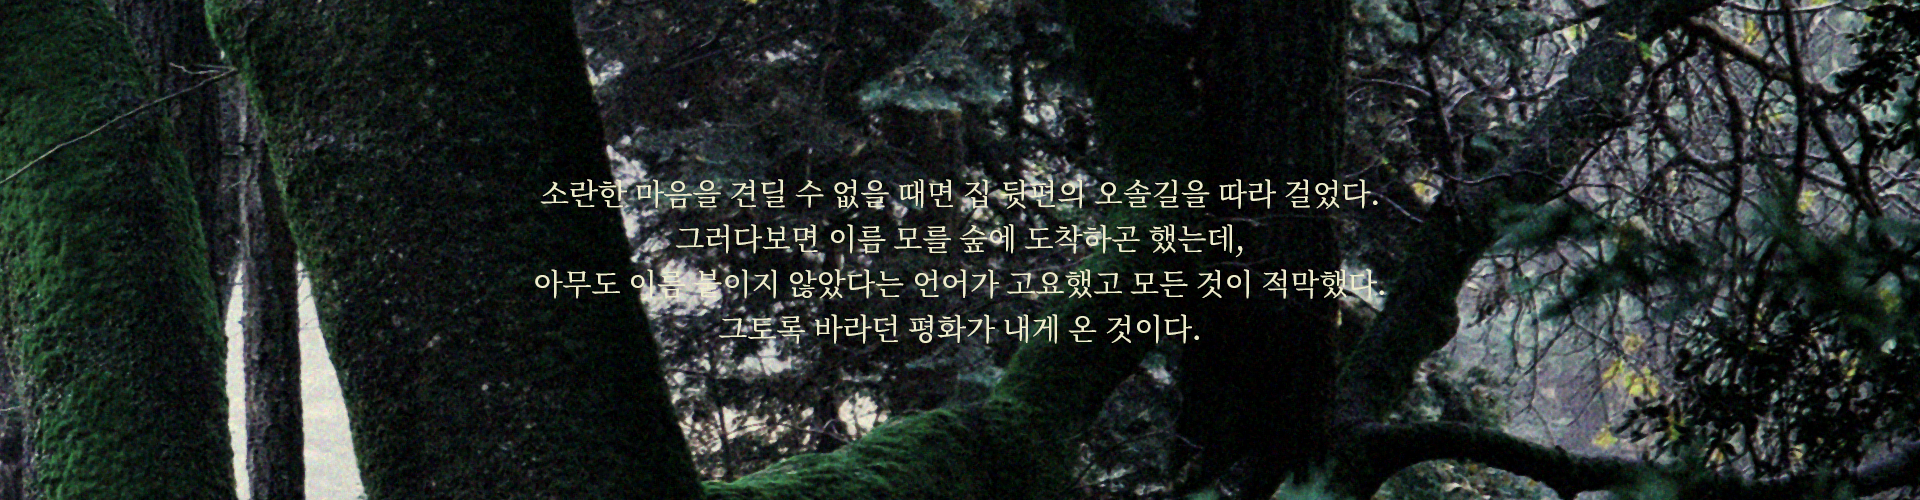 소란한 마음을 견딜 수 없을 때면 집 뒷편의 오솔길을 따라 걸었다.
그러다보면 이름 모를 숲에 도착하곤 했는데,
아무도 이름 붙이지 않았다는 언어가 고요했고 모든 것이 적막했다.
그토록 바라던 평화가 내게 온 것이다.